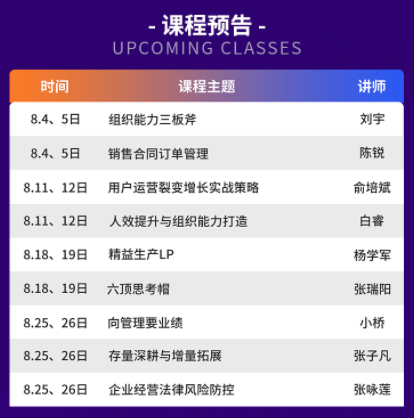 - 课程预告 -
UPCOMING CLASSES
时间 课程主题 讲师
8.4、5日 组织能力三板斧 刘宇
8.4、5日 销售合同订单管理 陈锐
8.11、12日 用户运营裂变增长实战策略 俞培斌
8.11、12日 人效提升与组织能力打造 白睿
8.18、19日 精益生产LP 杨学军
8.18、19日 六顶思考帽 张瑞阳
8.25、26日 向管理要业绩 小桥
8.25、26日 存量深耕与增量拓展 张子凡
8.25、26日 企业经营法律风险防控 张咏莲